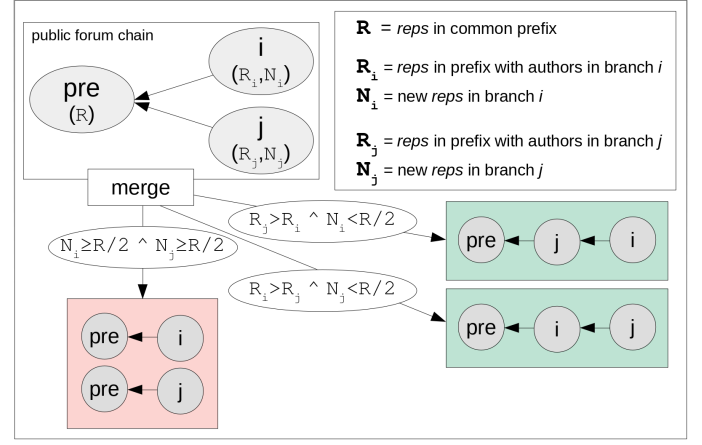 public forum chain
pre
(R)
i
(Rᵢ,Nᵢ)
j
(Rⱼ,Nⱼ)
R = reps in common prefix
Rᵢ = reps in prefix with authors in branch i
Nᵢ = new reps in branch i
Rⱼ = reps in prefix with authors in branch j
Nⱼ = new reps in branch j
merge
Rⱼ>Rᵢ ^ Nᵢ<R/2
Nᵢ≥R/2 ^ Nⱼ≥R/2
Rᵢ>Rⱼ ^ Nⱼ<R/2
pre j i
pre i j
pre i
pre j